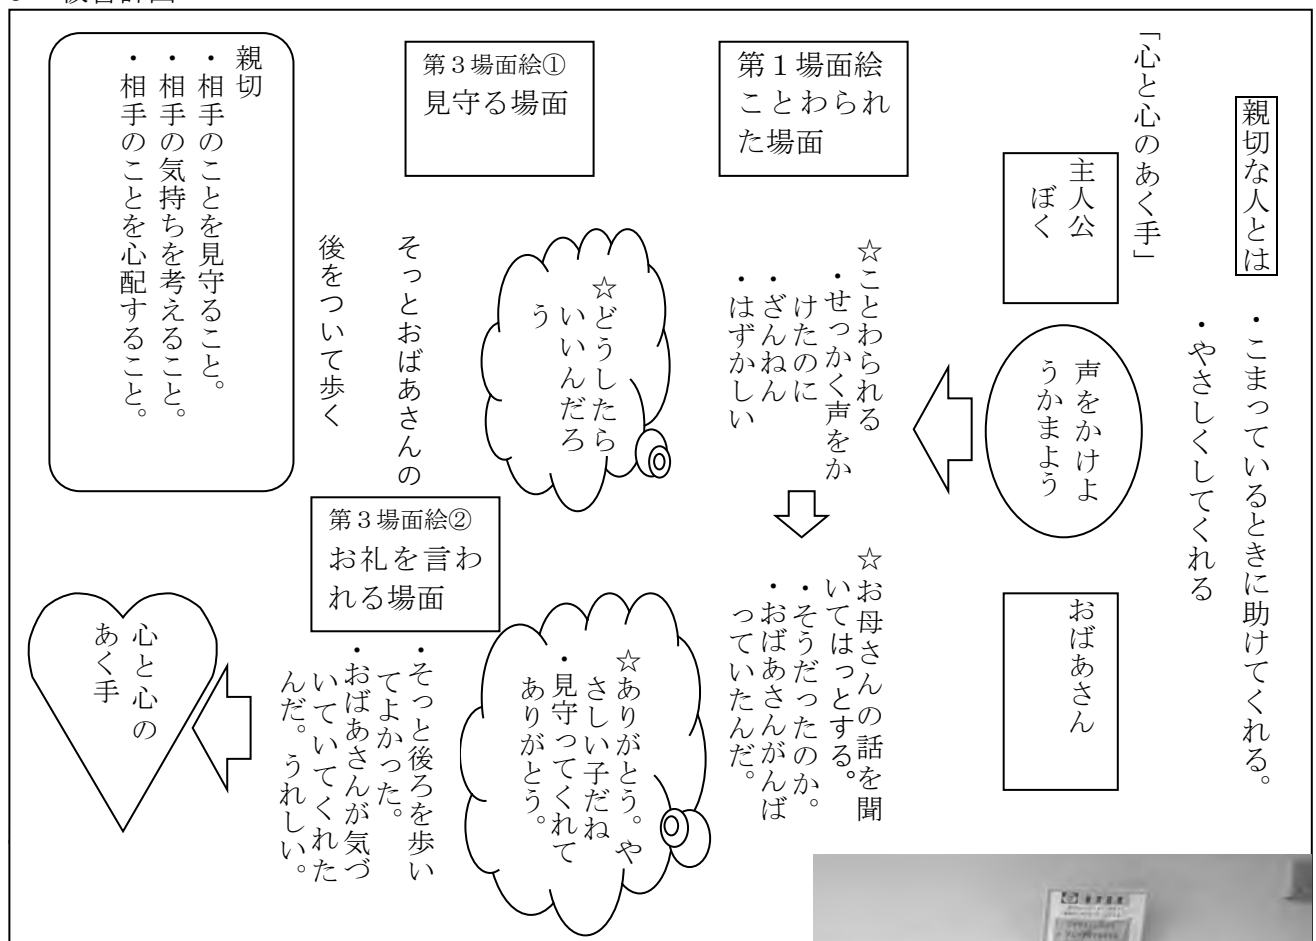 親切な人とは
・こまっているときに助けてくれる。
・やさしくしてくれる
「心と心のあく手」
主人公
ぼく
声をかけよ
うかまよう
おばあさん
第１場面絵
ことわられ
た場面
☆ことわられる
・せっかく声をか
けたのに
・ざんねん
・はずかしい
☆お母さんの話を聞
いてはっとする。
・そうだったのか。
・おばあさんがんば
っていたんだ。
第３場面絵①
見守る場面
☆どうしたら
いいんだろ
う
そっとおばあさんの
後をついて歩く
☆ありがとう。や
さしい子だね
・見守ってくれて
ありがとう。
第３場面絵②
お礼を言わ
れる場面
・そっと後ろを歩い
てよかった。
・おばあさんが気づ
いていてくれた
んだ。うれしい。
親切
・相手のことを見守ること。
・相手の気持ちを考えること。
・相手のことを心配すること。
心と心の
あく手